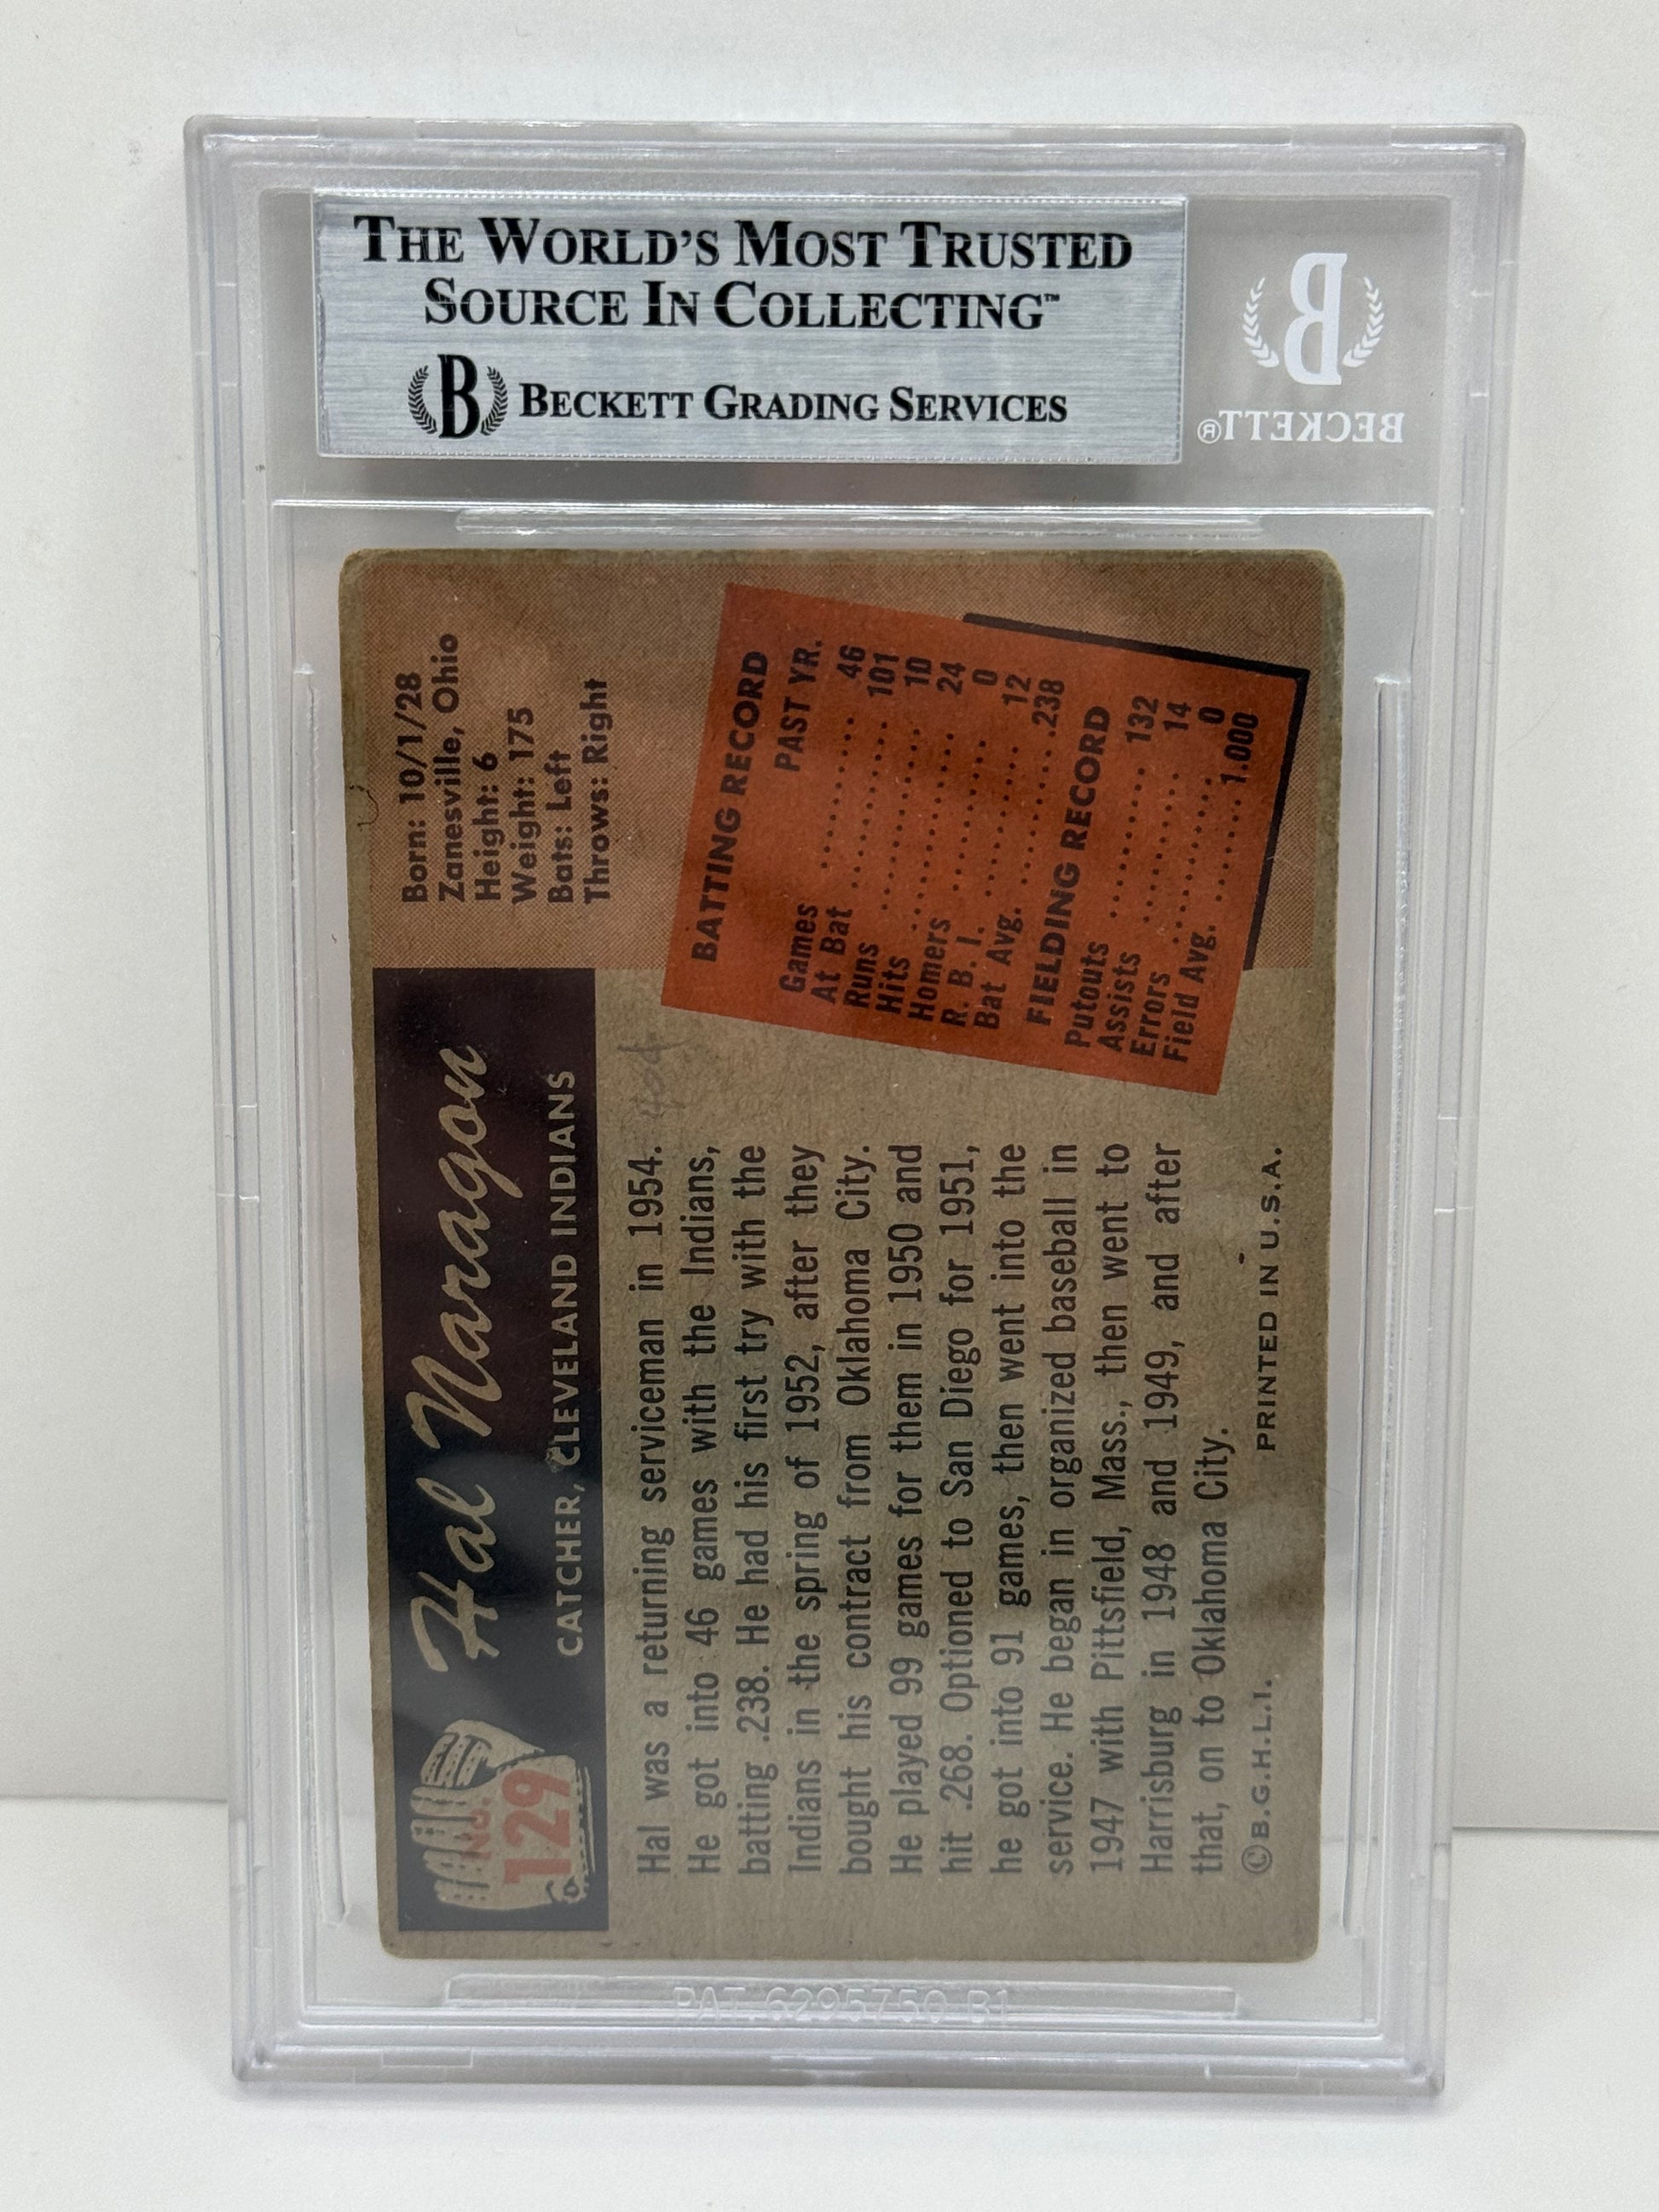 THE WORLD'S MOST TRUSTED
SOURCE IN COLLECTING™
B BECKETT GRADING SERVICES
B
BECKETT®
No. 129
Hal Naragon
CATCHER, CLEVELAND INDIANS
Born: 10/1/28
Zanesville, Ohio
Height: 6
Weight: 175
Bats: Left
Throws: Right
Hal was a returning serviceman in 1954.
He got into 46 games with the Indians,
batting .238. He had his first try with the
Indians in the spring of 1952, after they
bought his contract from Oklahoma City.
He played 99 games for them in 1950 and
hit .268. Optioned to San Diego for 1951,
he got into 91 games, then went into the
service. He began in organized baseball in
1947 with Pittsfield, Mass., then went to
Harrisburg in 1948 and 1949, and after
that, on to Oklahoma City.
©B.G.H.L.I. PRINTED IN U.S.A.
BATTING RECORD
PAST YR.
Games .......... 46
At Bat .......... 101
Runs .......... 10
Hits .......... 24
Homers .......... 0
R. B. I. .......... 12
Bat Avg. .......... .238
FIELDING RECORD
Putouts .......... 132
Assists .......... 14
Errors .......... 0
Field Avg. .......... 1.000
PAT. 6295750 B1